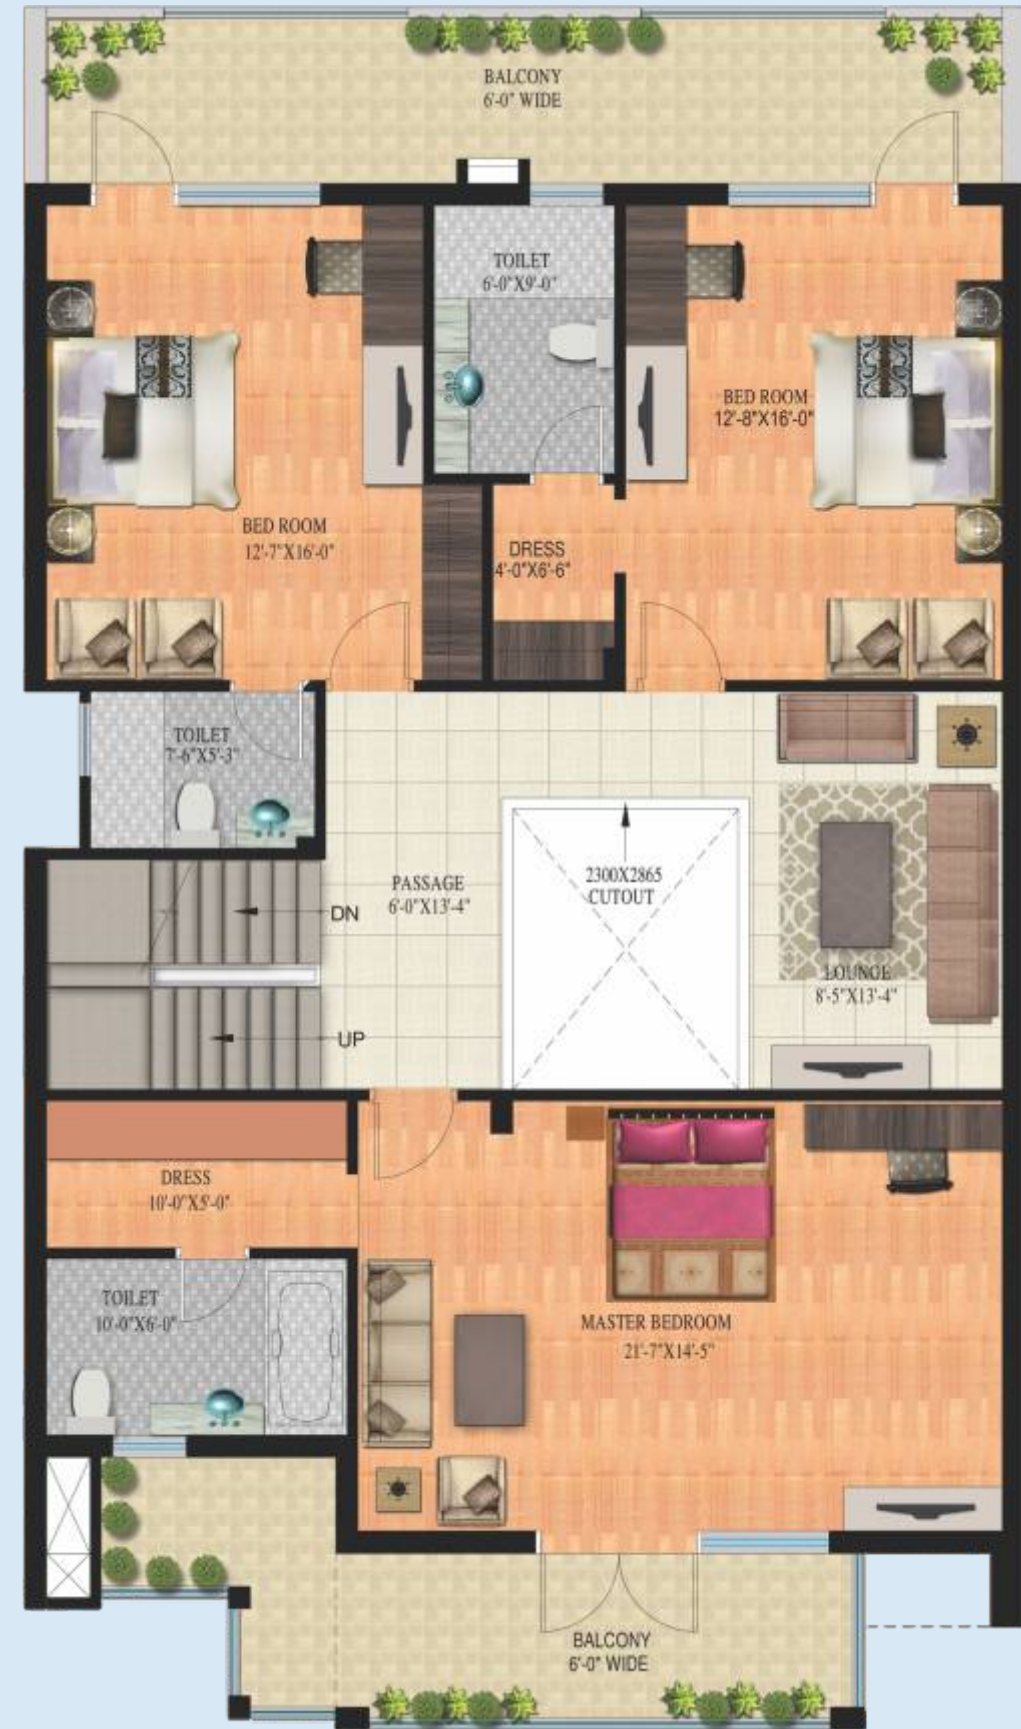 BALCONY
6'-0" WIDE
TOILET
6'-0"X9'-0"
BED ROOM
12'-8"X16'-0"
BED ROOM
12'-7"X16'-0"
DRESS
4'-0"X6'-6"
TOILET
7'-6"X5'-3"
PASSAGE
6'-0"X13'-4"
2300X2865
CUTOUT
DN
LOUNGE
8'-5"X13'-4"
UP
DRESS
10'-0"X5'-0"
TOILET
10'-0"X6'-0"
MASTER BEDROOM
21'-7"X14'-5"
BALCONY
6'-0" WIDE